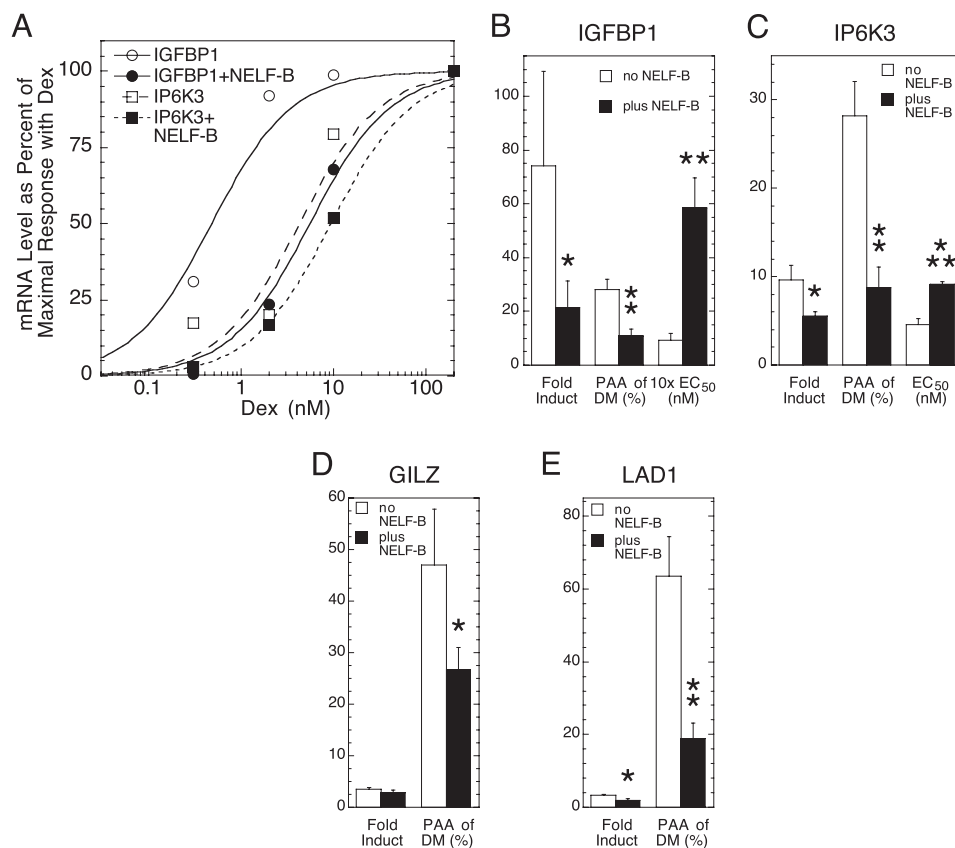 A
mRNA Level as Percent of
Maximal Response with Dex
100
75
50
25
0
IGFBP1
IGFBP1+NELF-B
IP6K3
IP6K3+
NELF-B
0.1
1
10
100
Dex (nM)
B
IGFBP1
100
80
60
40
20
0
no NELF-B
plus NELF-B
**
*
*
*
Fold
Induct
PAA of
DM (%)
10x EC50
(nM)
C
IP6K3
30
20
10
0
no
NELF-B
plus
NELF-B
*
*
*
*
**
Fold
Induct
PAA of
DM (%)
EC50
(nM)
D
GILZ
60
50
40
30
20
10
0
no
NELF-B
plus
NELF-B
*
Fold
Induct
PAA of
DM (%)
E
LAD1
80
60
40
20
0
no
NELF-B
plus
NELF-B
*
*
*
Fold
Induct
PAA of
DM (%)